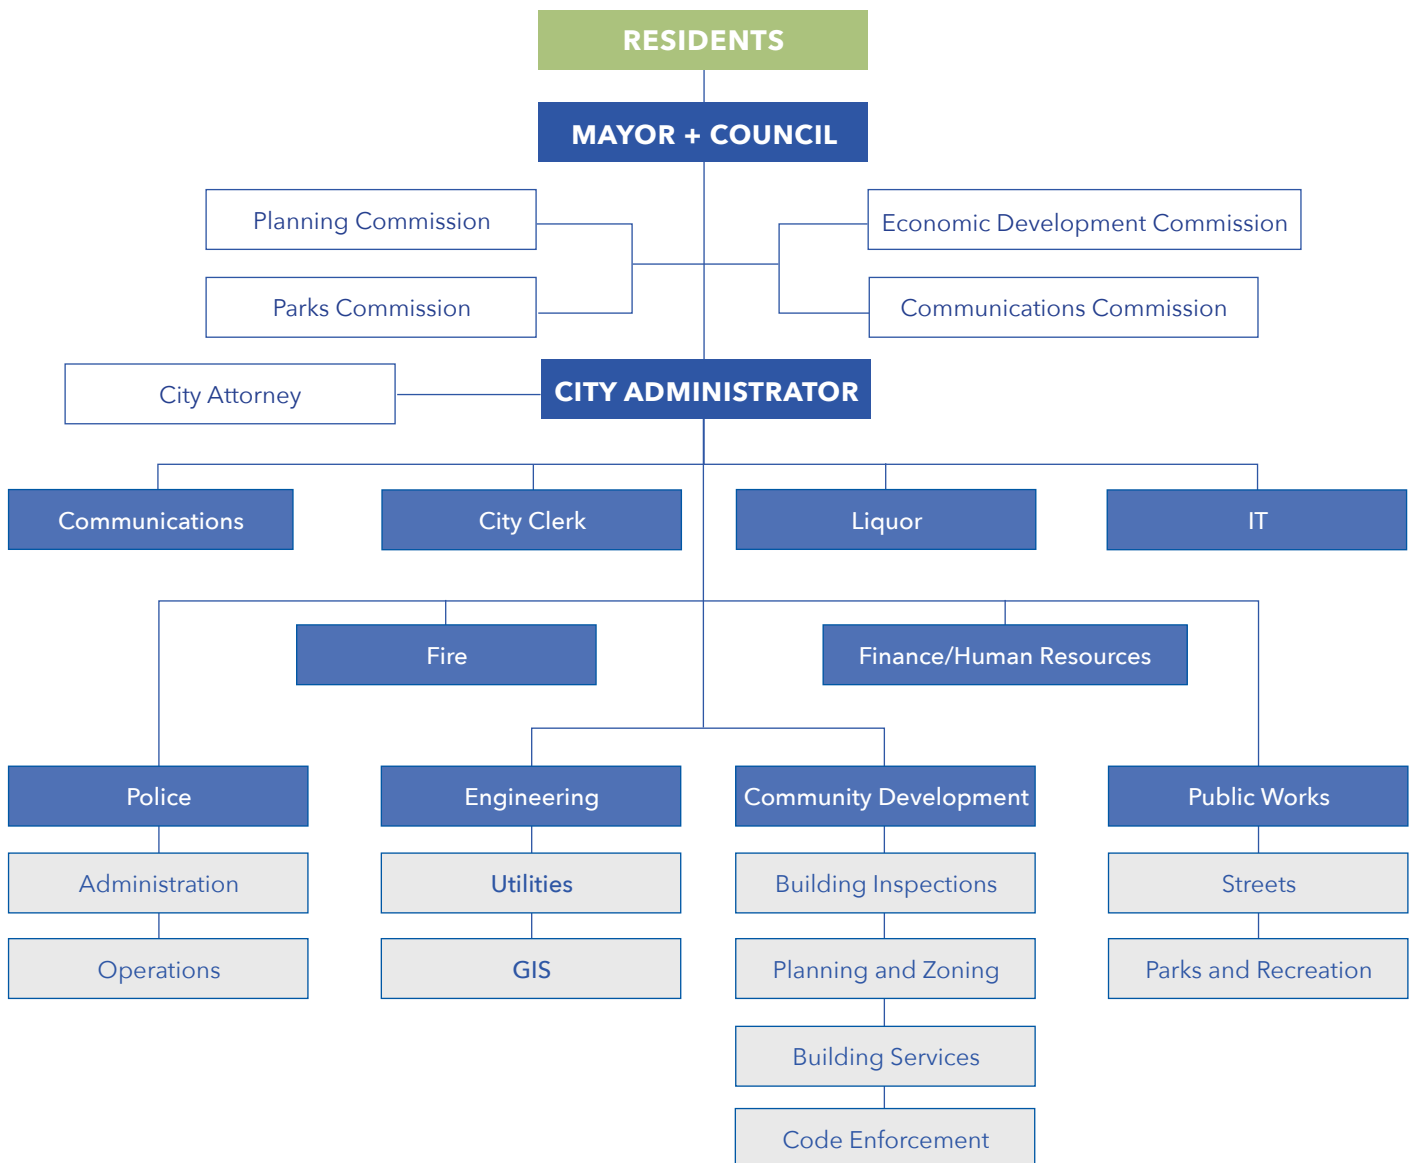 RESIDENTS
MAYOR + COUNCIL
Planning Commission
Economic Development Commission
Parks Commission
Communications Commission
City Attorney
CITY ADMINISTRATOR
Communications
City Clerk
Liquor
IT
Fire
Finance/Human Resources
Police
Engineering
Community Development
Public Works
Administration
Utilities
Building Inspections
Streets
Operations
GIS
Planning and Zoning
Parks and Recreation
Building Services
Code Enforcement